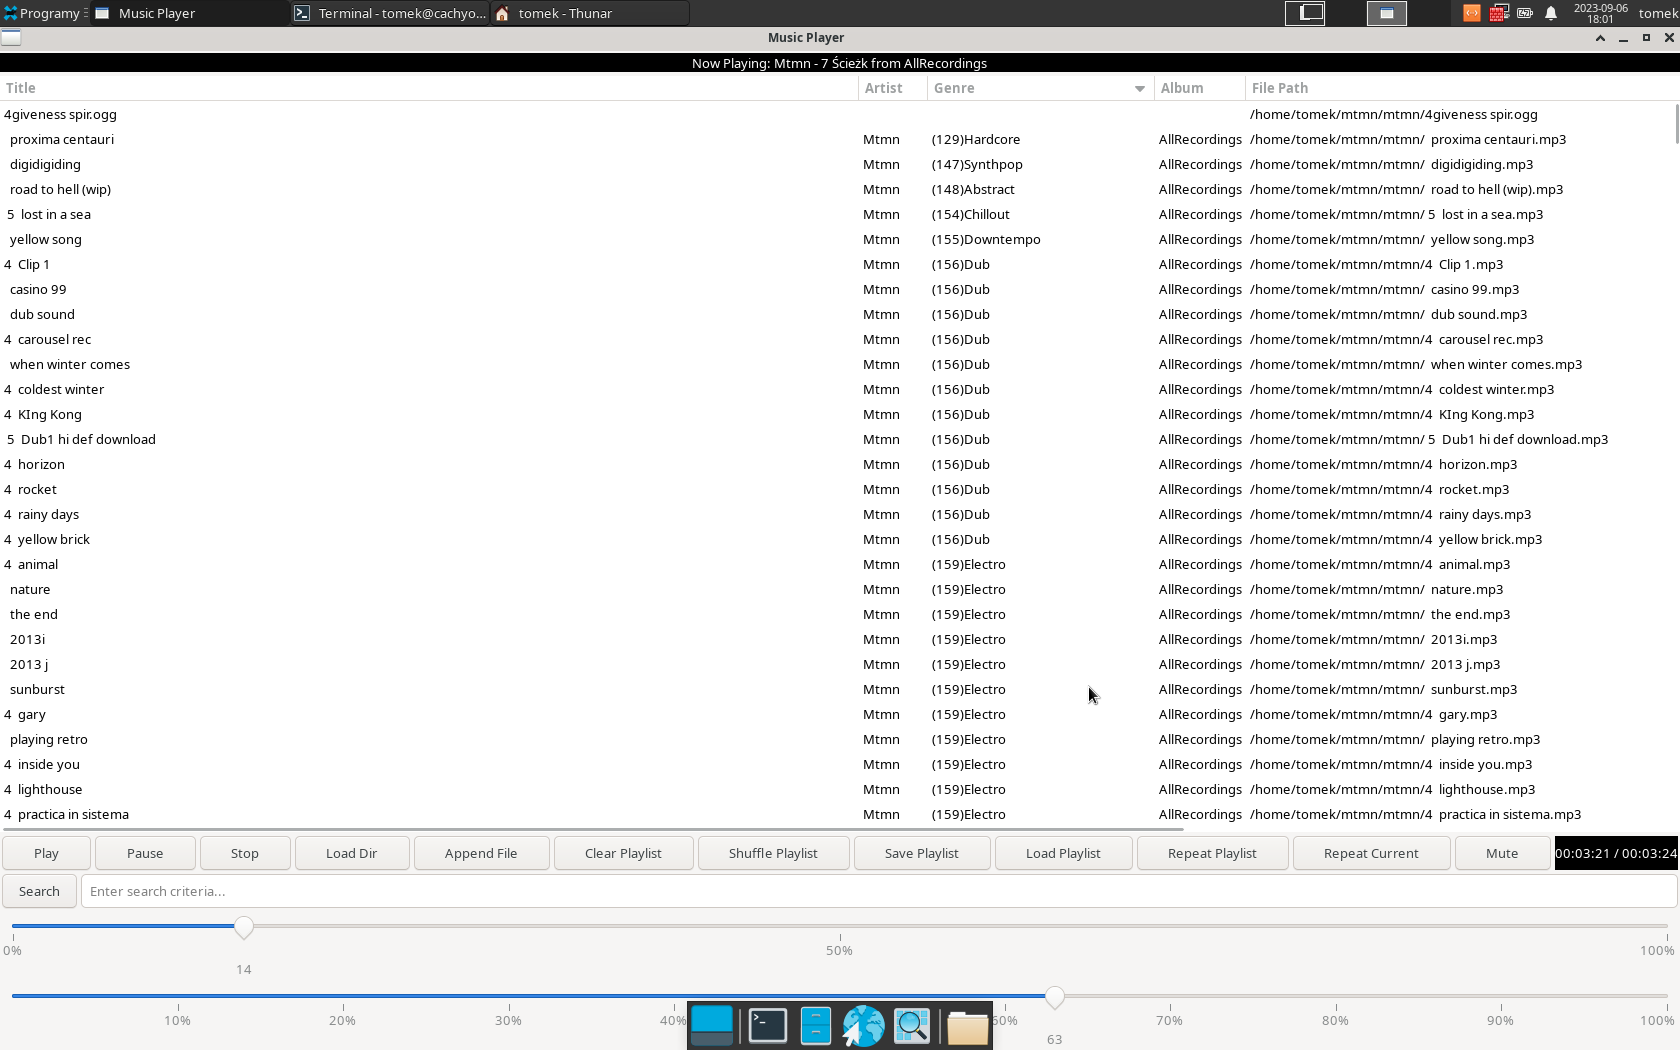 Programy Music Player Terminal - tomek@cachyo... tomek - Thunar 2023-09-06 18:01 tomek
Music Player
Now Playing: Mtmn - 7 Ścieżk from AllRecordings
Title Artist Genre Album File Path
4giveness spir.ogg /home/tomek/mtmn/mtmn/4giveness spir.ogg
proxima centauri Mtmn (129)Hardcore AllRecordings /home/tomek/mtmn/mtmn/ proxima centauri.mp3
digidigiding Mtmn (147)Synthpop AllRecordings /home/tomek/mtmn/mtmn/ digidigiding.mp3
road to hell (wip) Mtmn (148)Abstract AllRecordings /home/tomek/mtmn/mtmn/ road to hell (wip).mp3
5 lost in a sea Mtmn (154)Chillout AllRecordings /home/tomek/mtmn/mtmn/ 5 lost in a sea.mp3
yellow song Mtmn (155)Downtempo AllRecordings /home/tomek/mtmn/mtmn/ yellow song.mp3
4 Clip 1 Mtmn (156)Dub AllRecordings /home/tomek/mtmn/mtmn/4 Clip 1.mp3
casino 99 Mtmn (156)Dub AllRecordings /home/tomek/mtmn/mtmn/ casino 99.mp3
dub sound Mtmn (156)Dub AllRecordings /home/tomek/mtmn/mtmn/ dub sound.mp3
4 carousel rec Mtmn (156)Dub AllRecordings /home/tomek/mtmn/mtmn/4 carousel rec.mp3
when winter comes Mtmn (156)Dub AllRecordings /home/tomek/mtmn/mtmn/ when winter comes.mp3
4 coldest winter Mtmn (156)Dub AllRecordings /home/tomek/mtmn/mtmn/4 coldest winter.mp3
4 KIng Kong Mtmn (156)Dub AllRecordings /home/tomek/mtmn/mtmn/4 KIng Kong.mp3
5 Dub1 hi def download Mtmn (156)Dub AllRecordings /home/tomek/mtmn/mtmn/ 5 Dub1 hi def download.mp3
4 horizon Mtmn (156)Dub AllRecordings /home/tomek/mtmn/mtmn/4 horizon.mp3
4 rocket Mtmn (156)Dub AllRecordings /home/tomek/mtmn/mtmn/4 rocket.mp3
4 rainy days Mtmn (156)Dub AllRecordings /home/tomek/mtmn/mtmn/4 rainy days.mp3
4 yellow brick Mtmn (156)Dub AllRecordings /home/tomek/mtmn/mtmn/4 yellow brick.mp3
4 animal Mtmn (159)Electro AllRecordings /home/tomek/mtmn/mtmn/4 animal.mp3
nature Mtmn (159)Electro AllRecordings /home/tomek/mtmn/mtmn/ nature.mp3
the end Mtmn (159)Electro AllRecordings /home/tomek/mtmn/mtmn/ the end.mp3
2013i Mtmn (159)Electro AllRecordings /home/tomek/mtmn/mtmn/ 2013i.mp3
2013 j Mtmn (159)Electro AllRecordings /home/tomek/mtmn/mtmn/ 2013 j.mp3
sunburst Mtmn (159)Electro AllRecordings /home/tomek/mtmn/mtmn/ sunburst.mp3
4 gary Mtmn (159)Electro AllRecordings /home/tomek/mtmn/mtmn/4 gary.mp3
playing retro Mtmn (159)Electro AllRecordings /home/tomek/mtmn/mtmn/ playing retro.mp3
4 inside you Mtmn (159)Electro AllRecordings /home/tomek/mtmn/mtmn/4 inside you.mp3
4 lighthouse Mtmn (159)Electro AllRecordings /home/tomek/mtmn/mtmn/4 lighthouse.mp3
4 practica in sistema Mtmn (159)Electro AllRecordings /home/tomek/mtmn/mtmn/4 practica in sistema.mp3
Play Pause Stop Load Dir Append File Clear Playlist Shuffle Playlist Save Playlist Load Playlist Repeat Playlist Repeat Current Mute 00:03:21 / 00:03:24
Search Enter search criteria...
0% 50% 100%
14
10% 20% 30% 40% 60% 70% 80% 90% 100%
63